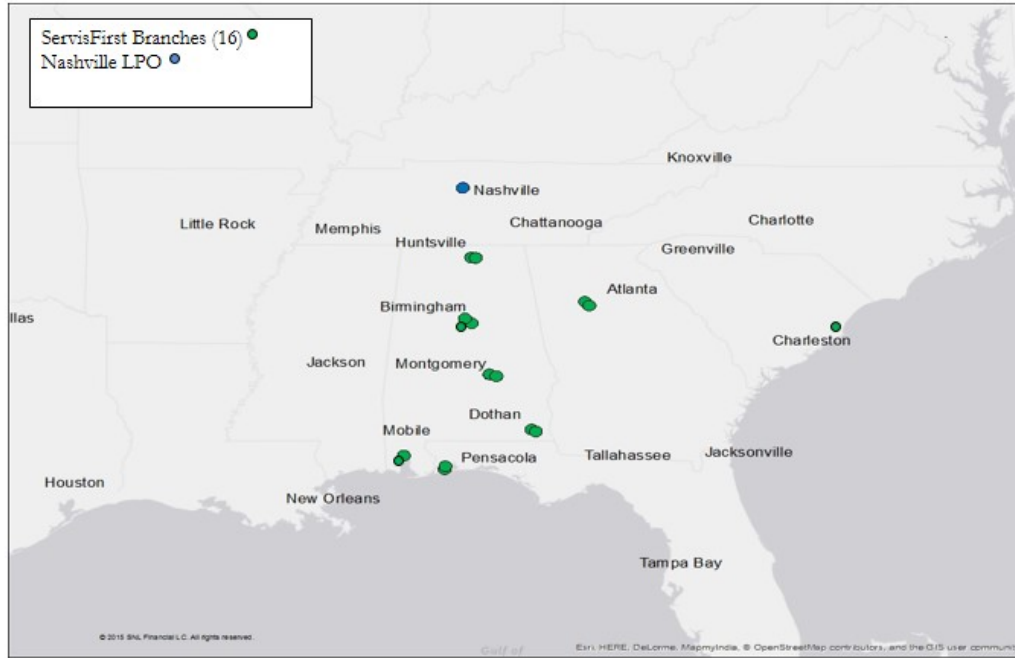 ServisFirst Branches (16)
Nashville LPO
Knoxville
Nashville
Little Rock
Memphis
Chattanooga
Charlotte
Huntsville
Greenville
Atlanta
Birmingham
llas
Charleston
Jackson
Montgomery
Dothan
Mobile
Pensacola
Tallahassee
Jacksonville
Houston
New Orleans
Tampa Bay
© 2015 SNL Financial LC. All rights reserved.
Gulf of
Esri, HERE, DeLorme, MapmyIndia, © OpenStreetMap contributors, and the GIS user communit